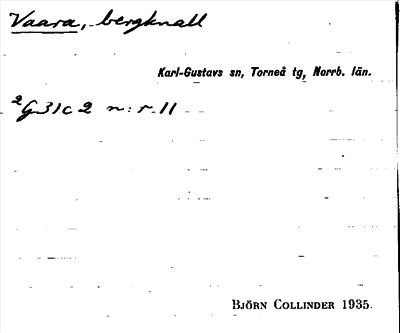 Vaara, bergknall
Karl-Gustavs sn, Torneå tg, Norrb. län.
²G31c2 n:r 11
BJÖRN COLLINDER 1935.